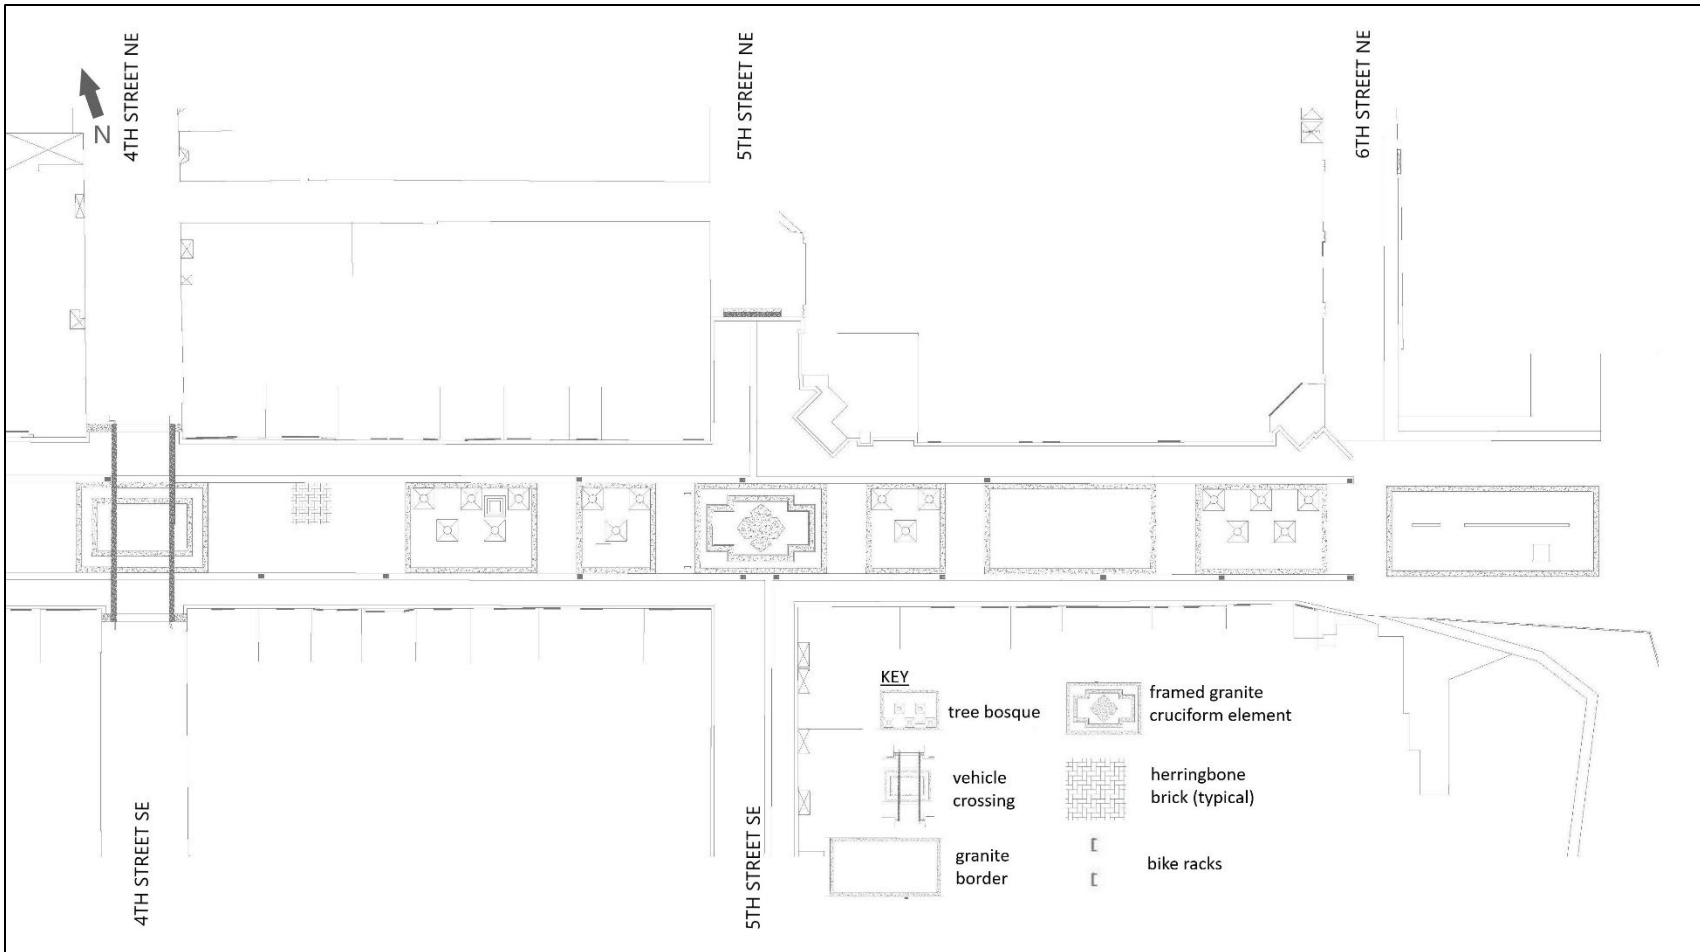 4TH STREET NE
5TH STREET NE
6TH STREET NE
N
KEY
tree bosque
framed granite
cruciform element
vehicle
crossing
herringbone
brick (typical)
granite
border
bike racks
4TH STREET SE
5TH STREET SE